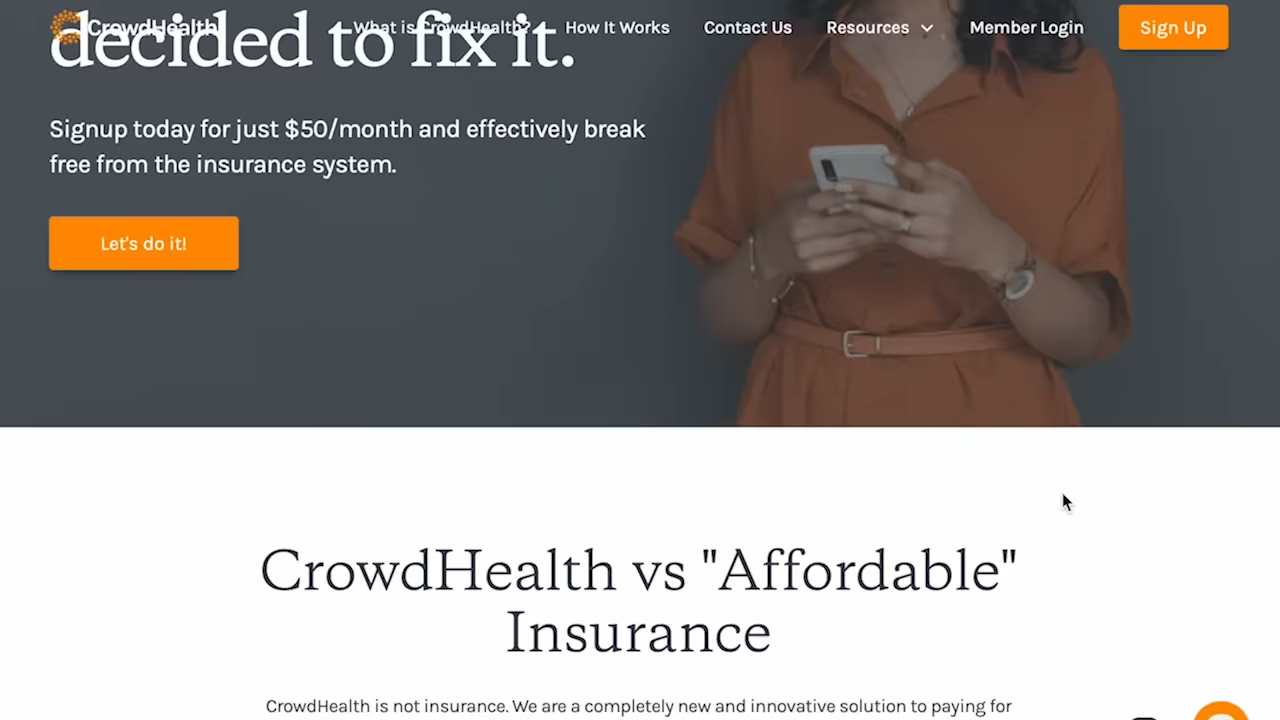 CrowdHealth
What is CrowdHealth?
How It Works
Contact Us
Resources
Member Login
Sign Up
decided to fix it.
Signup today for just $50/month and effectively break
free from the insurance system.
Let's do it!
CrowdHealth vs "Affordable"
Insurance
CrowdHealth is not insurance. We are a completely new and innovative solution to paying for